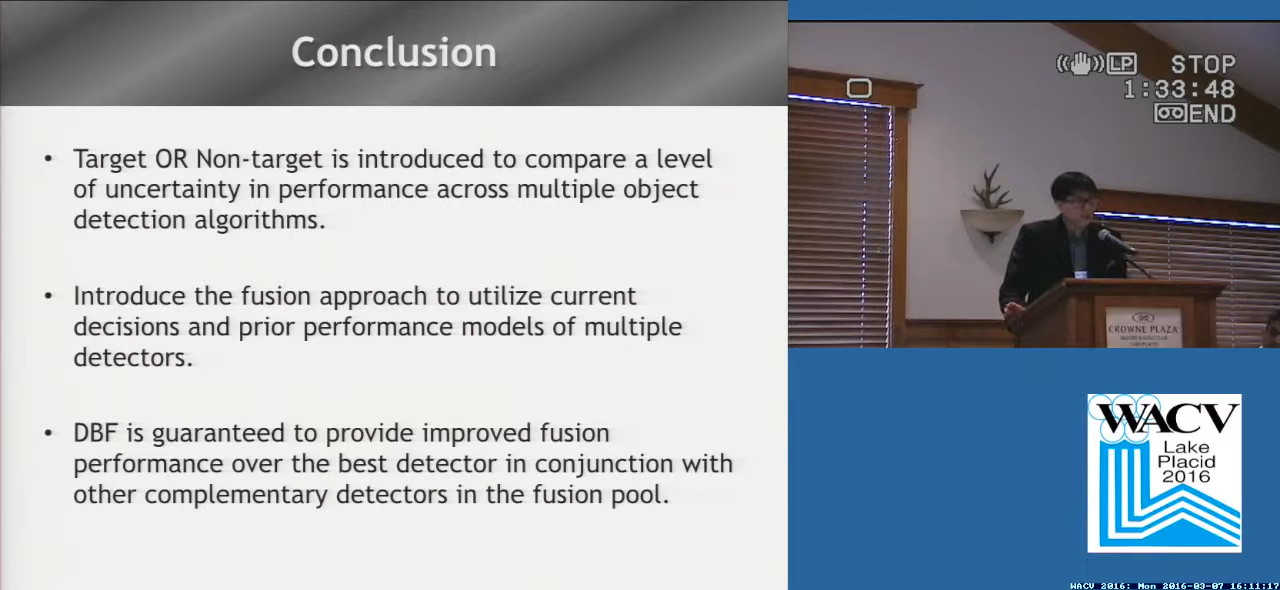 Conclusion
• Target OR Non-target is introduced to compare a level
of uncertainty in performance across multiple object
detection algorithms.
• Introduce the fusion approach to utilize current
decisions and prior performance models of multiple
detectors.
• DBF is guaranteed to provide improved fusion
performance over the best detector in conjunction with
other complementary detectors in the fusion pool.
LP STOP
1:33:48
END
CROWNE PLAZA
WACV
Lake
Placid
2016
WACV 2016: Mon 2016-03-07 16:11:17